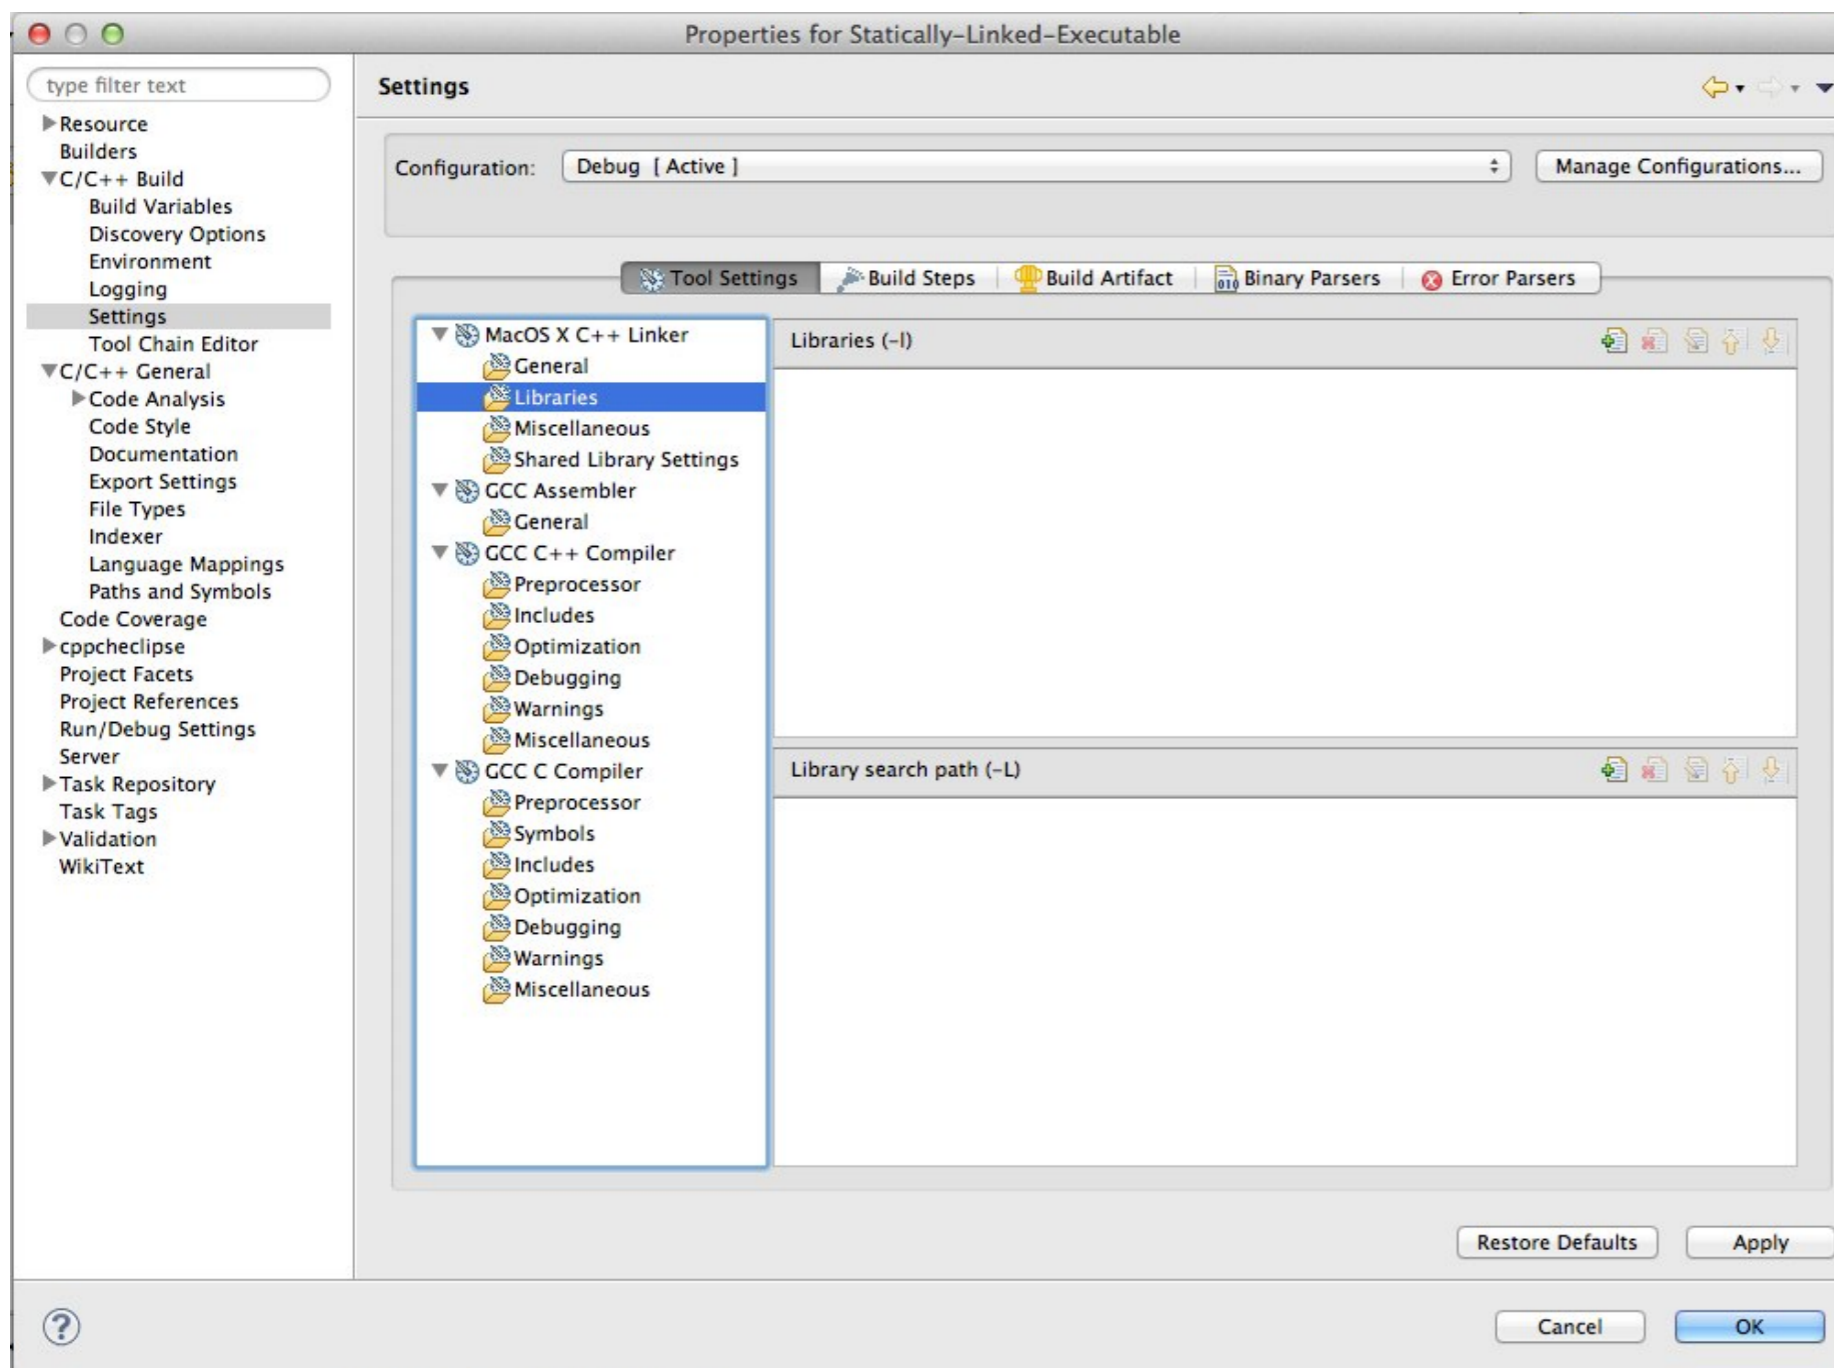 Properties for Statically-Linked-Executable
type filter text
Resource
Builders
C/C++ Build
Build Variables
Discovery Options
Environment
Logging
Settings
Tool Chain Editor
C/C++ General
Code Analysis
Code Style
Documentation
Export Settings
File Types
Indexer
Language Mappings
Paths and Symbols
Code Coverage
cppcheclipse
Project Facets
Project References
Run/Debug Settings
Server
Task Repository
Task Tags
Validation
WikiText
Settings
Configuration: Debug [ Active ] Manage Configurations...
Tool Settings Build Steps Build Artifact 010 Binary Parsers Error Parsers
MacOS X C++ Linker
General
Libraries
Miscellaneous
Shared Library Settings
GCC Assembler
General
GCC C++ Compiler
Preprocessor
Includes
Optimization
Debugging
Warnings
Miscellaneous
GCC C Compiler
Preprocessor
Symbols
Includes
Optimization
Debugging
Warnings
Miscellaneous
Libraries (-l)
Library search path (-L)
Restore Defaults Apply
? Cancel OK